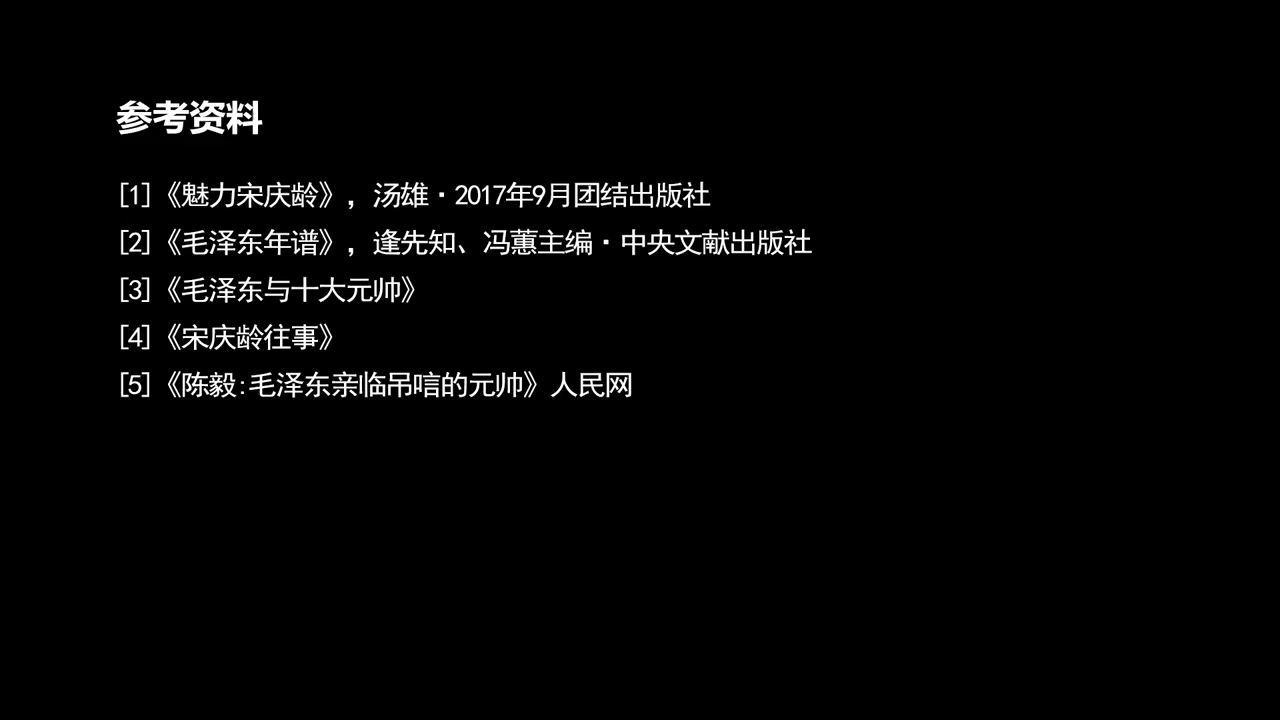 参考资料
[1]《魅力宋庆龄》，汤雄·2017年9月团结出版社
[2]《毛泽东年谱》，逢先知、冯蕙主编·中央文献出版社
[3]《毛泽东与十大元帅》
[4]《宋庆龄往事》
[5]《陈毅:毛泽东亲临吊唁的元帅》人民网